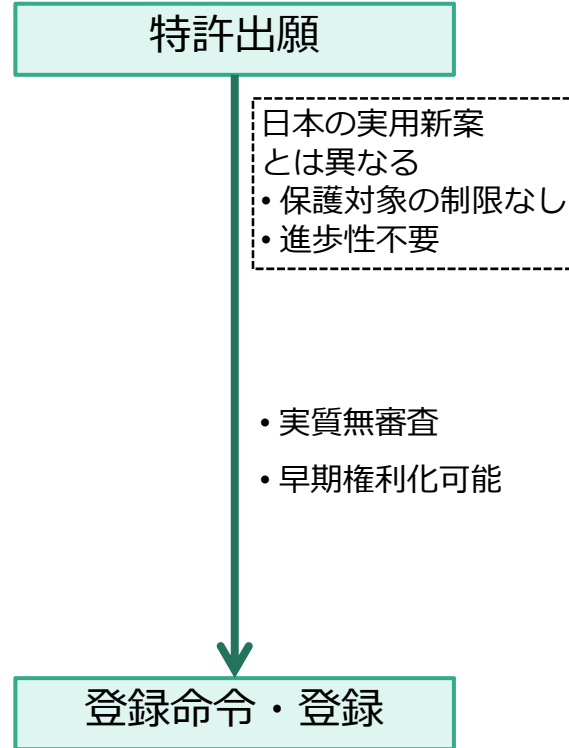 特許出願
日本の実用新案
とは異なる
• 保護対象の制限なし
• 進歩性不要
• 実質無審査
• 早期権利化可能
登録命令・登録